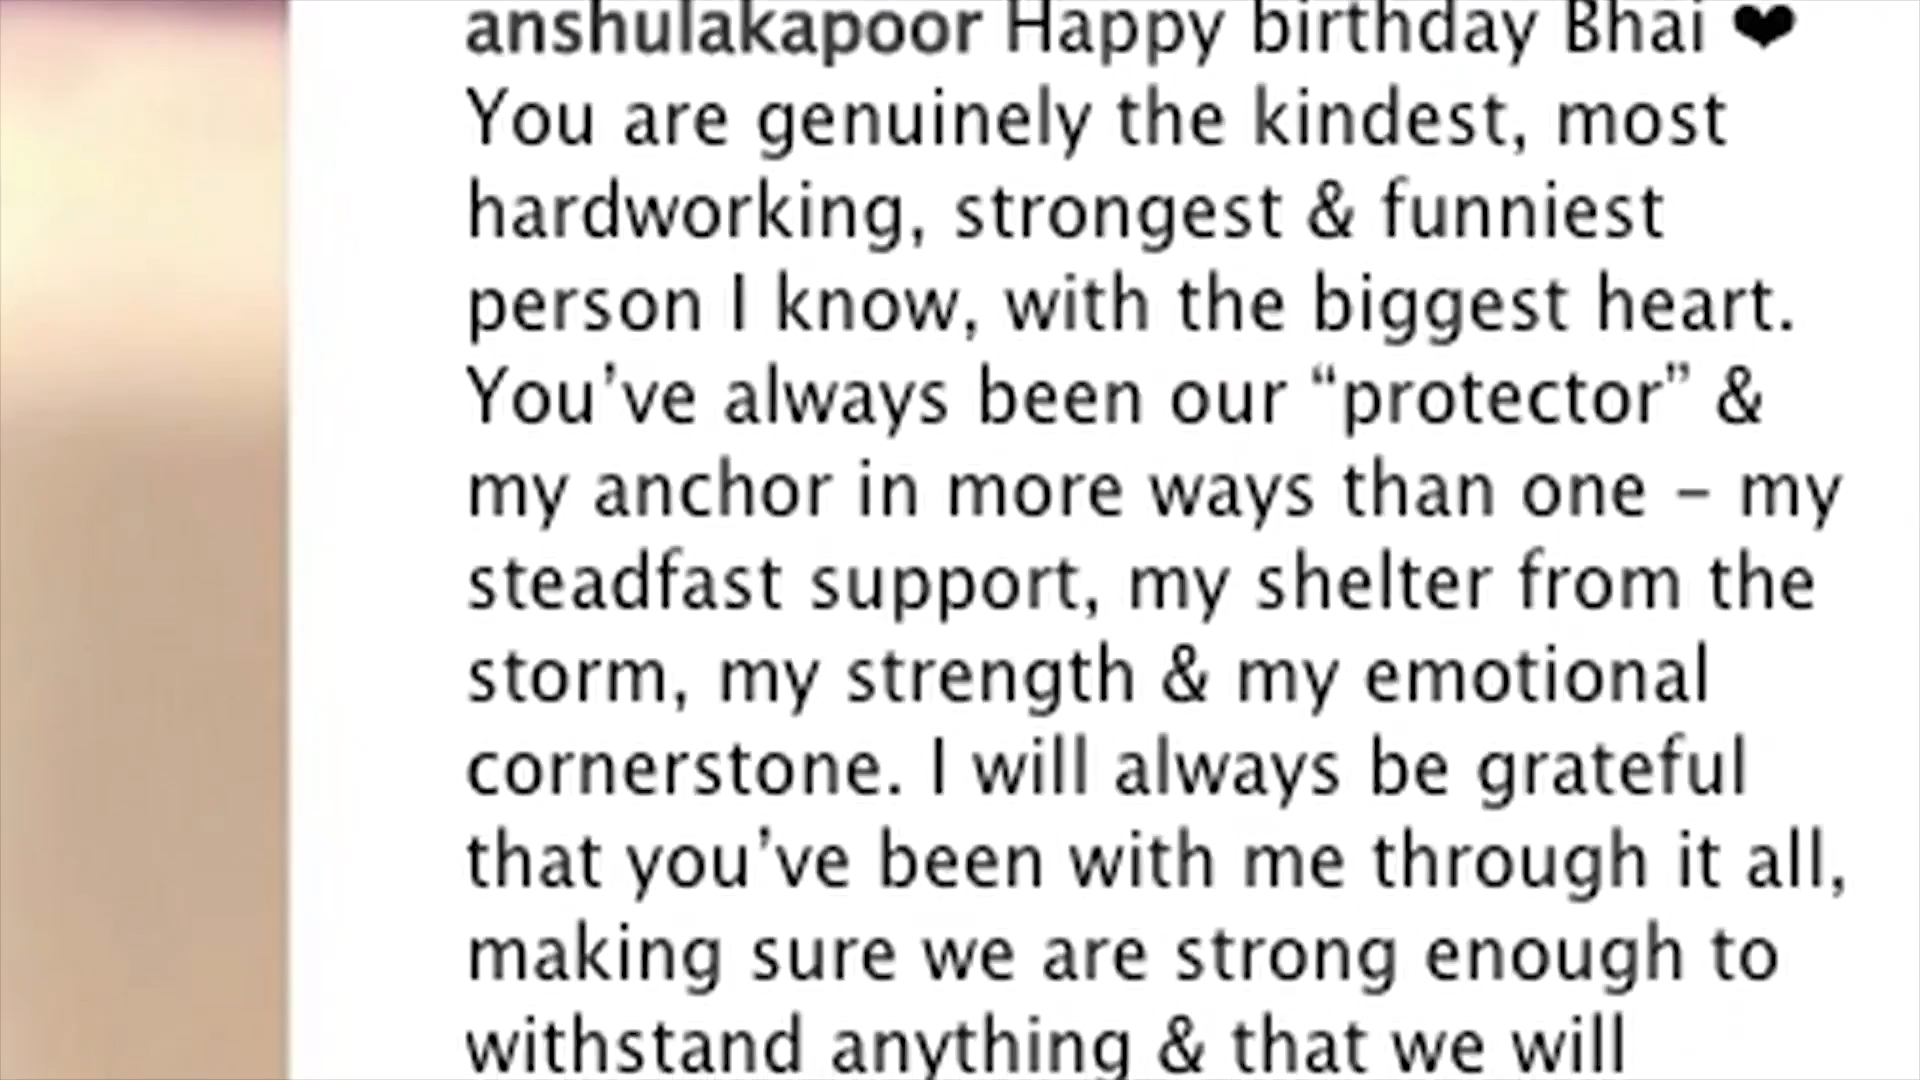 anshulakapoor Happy birthday Bhai ❤
You are genuinely the kindest, most
hardworking, strongest & funniest
person I know, with the biggest heart.
You’ve always been our “protector” &
my anchor in more ways than one – my
steadfast support, my shelter from the
storm, my strength & my emotional
cornerstone. I will always be grateful
that you’ve been with me through it all,
making sure we are strong enough to
withstand anything & that we will